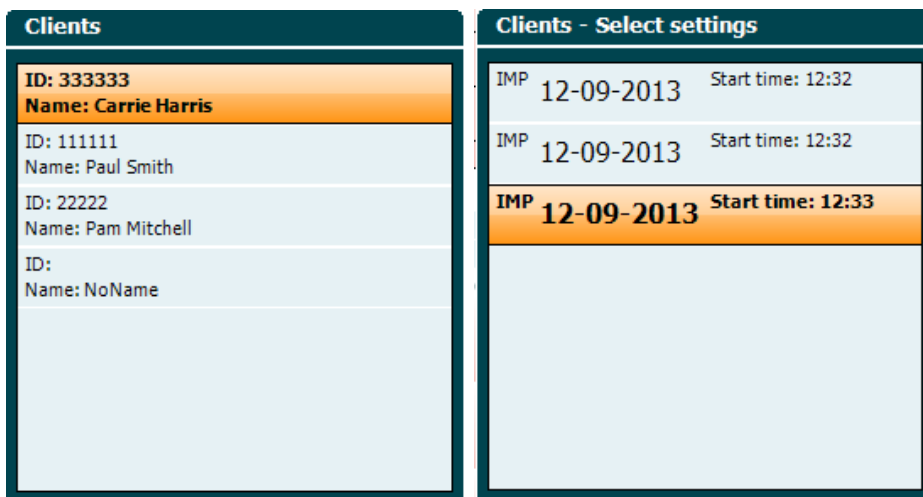 Clients
ID: 333333
Name: Carrie Harris
ID: 111111
Name: Paul Smith
ID: 22222
Name: Pam Mitchell
ID:
Name: NoName
Clients - Select settings
IMP 12-09-2013 Start time: 12:32
IMP 12-09-2013 Start time: 12:32
IMP 12-09-2013 Start time: 12:33